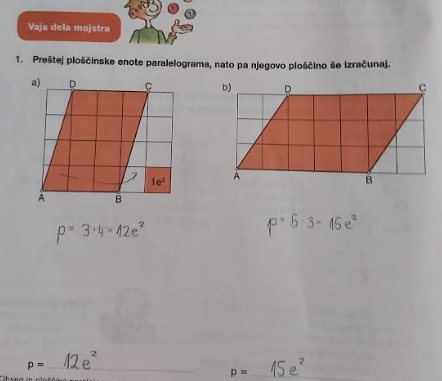 Vaja dela mojstra
1. Preštej ploščinske enote paralelograma, nato pa njegovo ploščino še izračunaj.
a) D C
b) D C
1e²
A B
A B
p = 3·4 = 12e²
p = 5·3 = 15e²
p = 12e²
p = 15e²